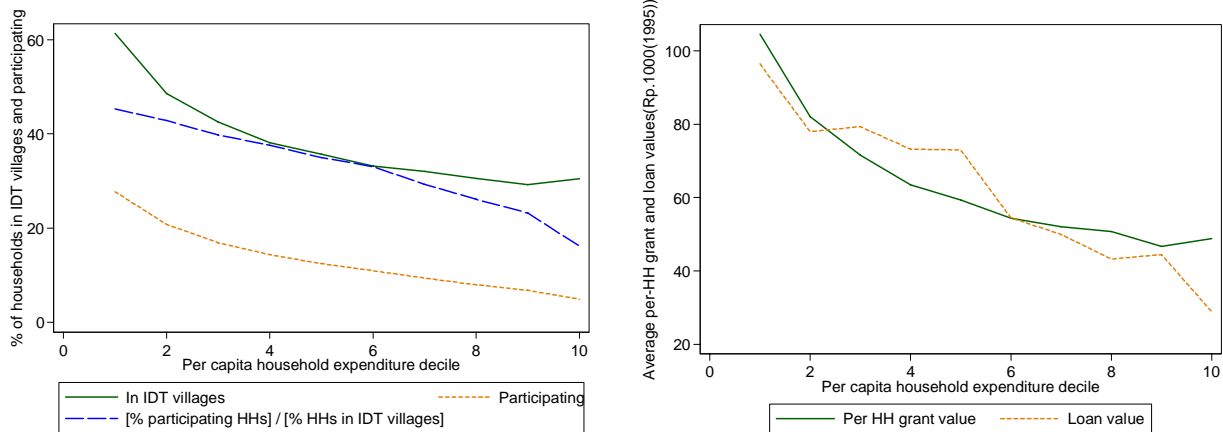 % of households in IDT villages and participating
60
40
20
0
0 2 4 6 8 10
Per capita household expenditure decile
In IDT villages
Participating
[% participating HHs] / [% HHs in IDT villages]
Average per-HH grant and loan values(Rp.1000(1995))
100
80
60
40
20
0 2 4 6 8 10
Per capita household expenditure decile
Per HH grant value
Loan value